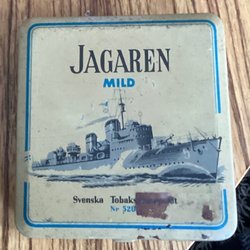 JAGAREN
MILD
Svenska Tobaks
Nr 520